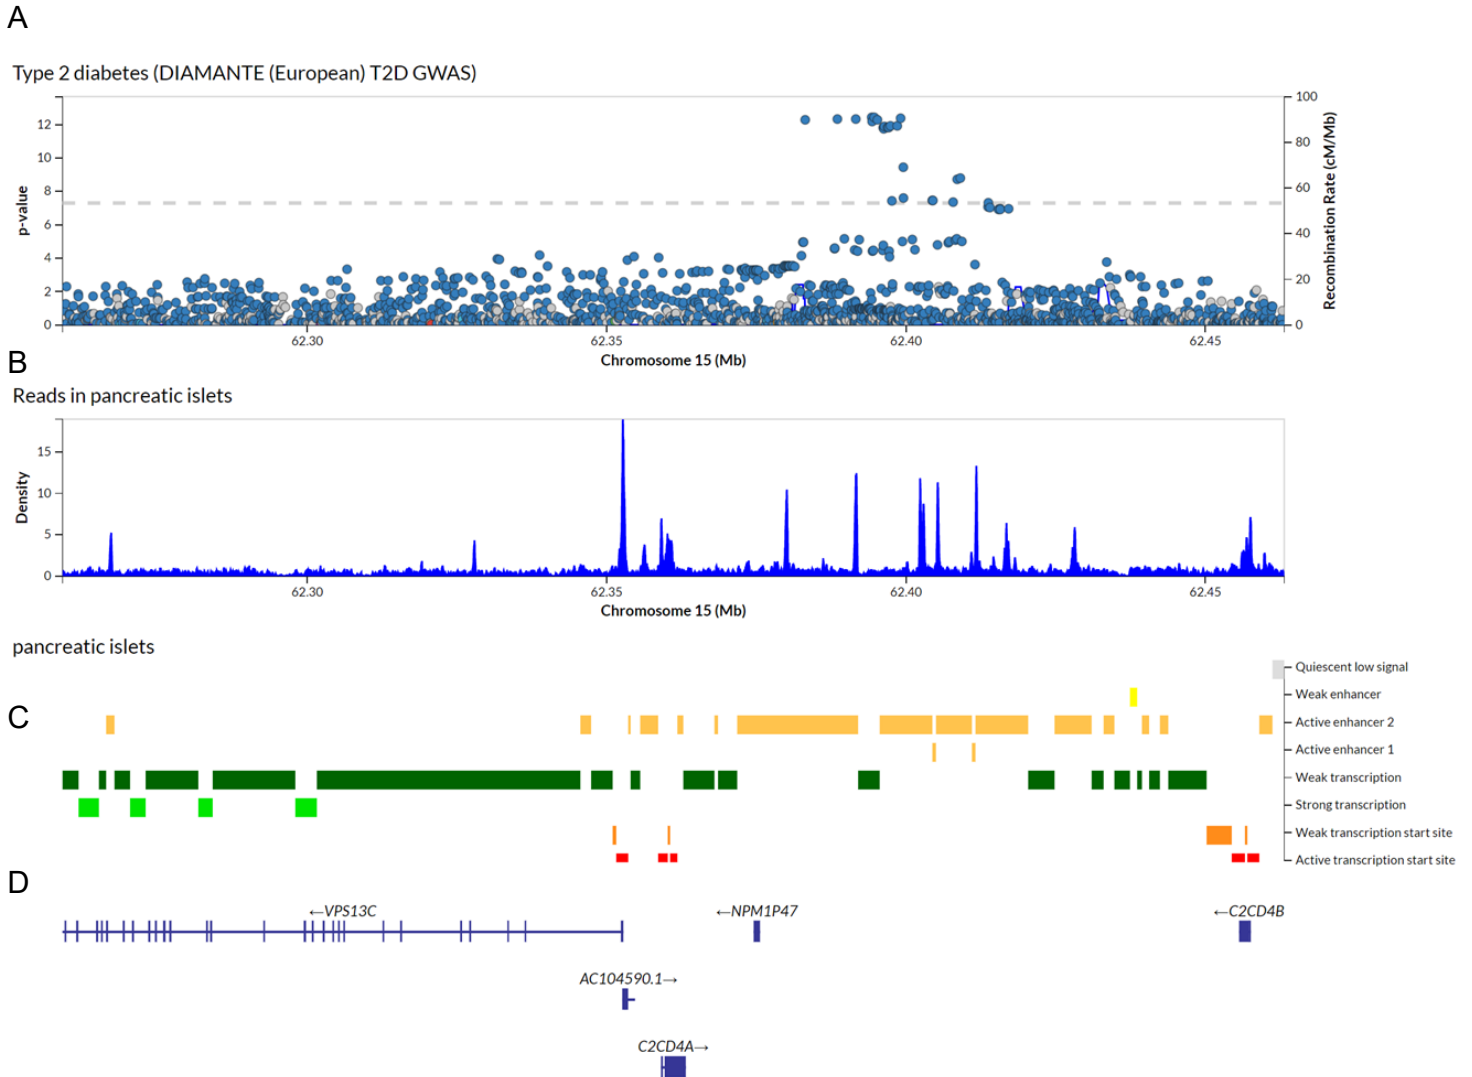 A
Type 2 diabetes (DIAMANTE (European) T2D GWAS)
p-value
0
2
4
6
8
10
12
0
20
40
60
80
100
Recombination Rate (cM/Mb)
62.30
62.35
62.40
62.45
Chromosome 15 (Mb)
B
Reads in pancreatic islets
Density
0
5
10
15
62.30
62.35
62.40
62.45
Chromosome 15 (Mb)
pancreatic islets
C
Quiescent low signal
Weak enhancer
Active enhancer 2
Active enhancer 1
Weak transcription
Strong transcription
Weak transcription start site
Active transcription start site
D
←VPS13C
←NPM1P47
←C2CD4B
AC104590.1→
C2CD4A→